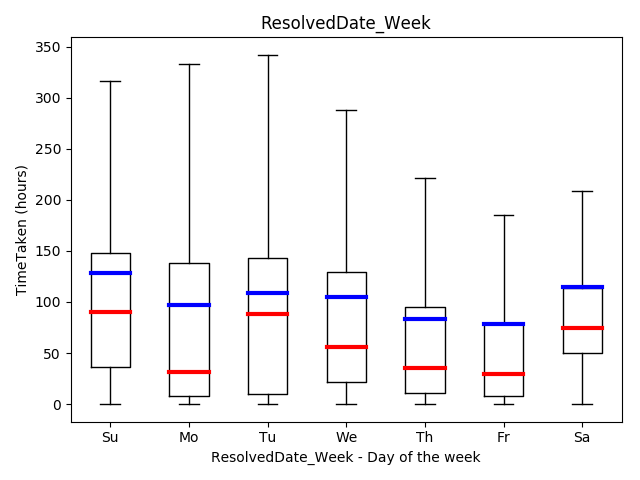 ResolvedDate_Week
350
300
250
200
150
100
50
0
TimeTaken (hours)
Su Mo Tu We Th Fr Sa
ResolvedDate_Week - Day of the week